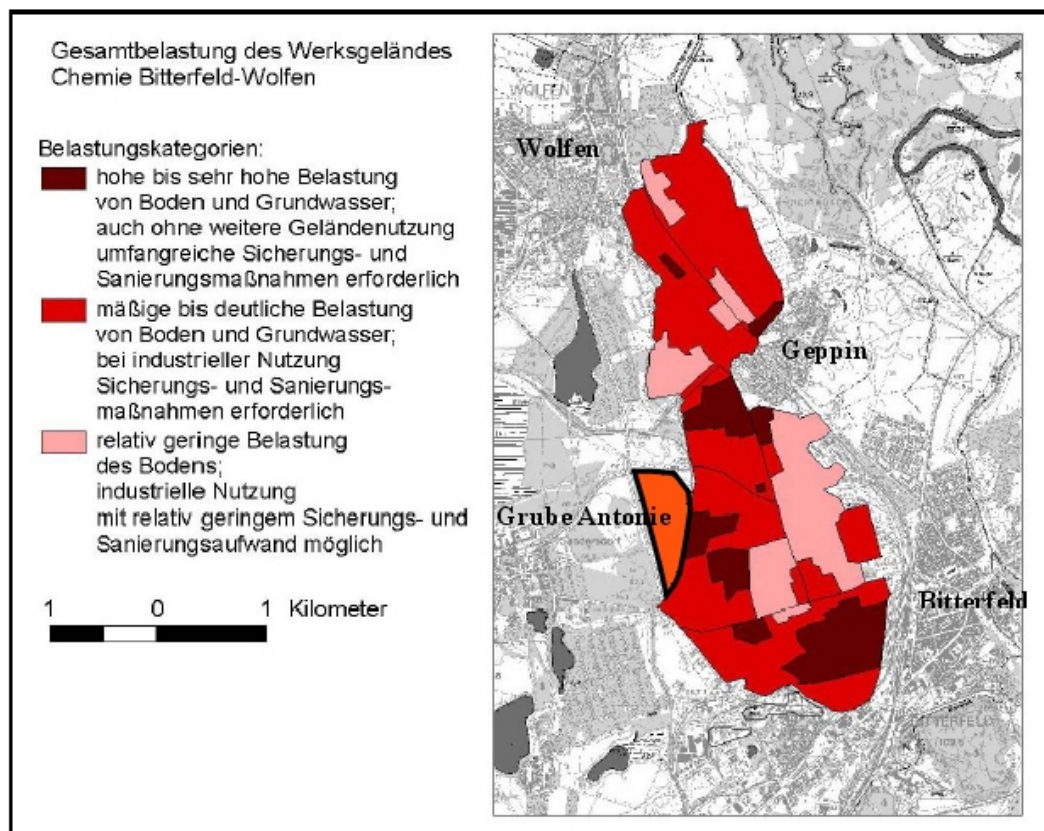 Gesamtbelastung des Werksgeländes
Chemie Bitterfeld-Wolfen
Belastungskategorien:
hohe bis sehr hohe Belastung
von Boden und Grundwasser;
auch ohne weitere Geländenutzung
umfangreiche Sicherungs- und
Sanierungsmaßnahmen erforderlich
mäßige bis deutliche Belastung
von Boden und Grundwasser;
bei industrieller Nutzung
Sicherungs- und Sanierungs-
maßnahmen erforderlich
relativ geringe Belastung
des Bodens;
industrielle Nutzung
mit relativ geringem Sicherungs- und
Sanierungsaufwand möglich
1 0 1 Kilometer
WOLFEN
Wolfen
Geppin
Grube Antonie
Bitterfeld
BITTERFELD